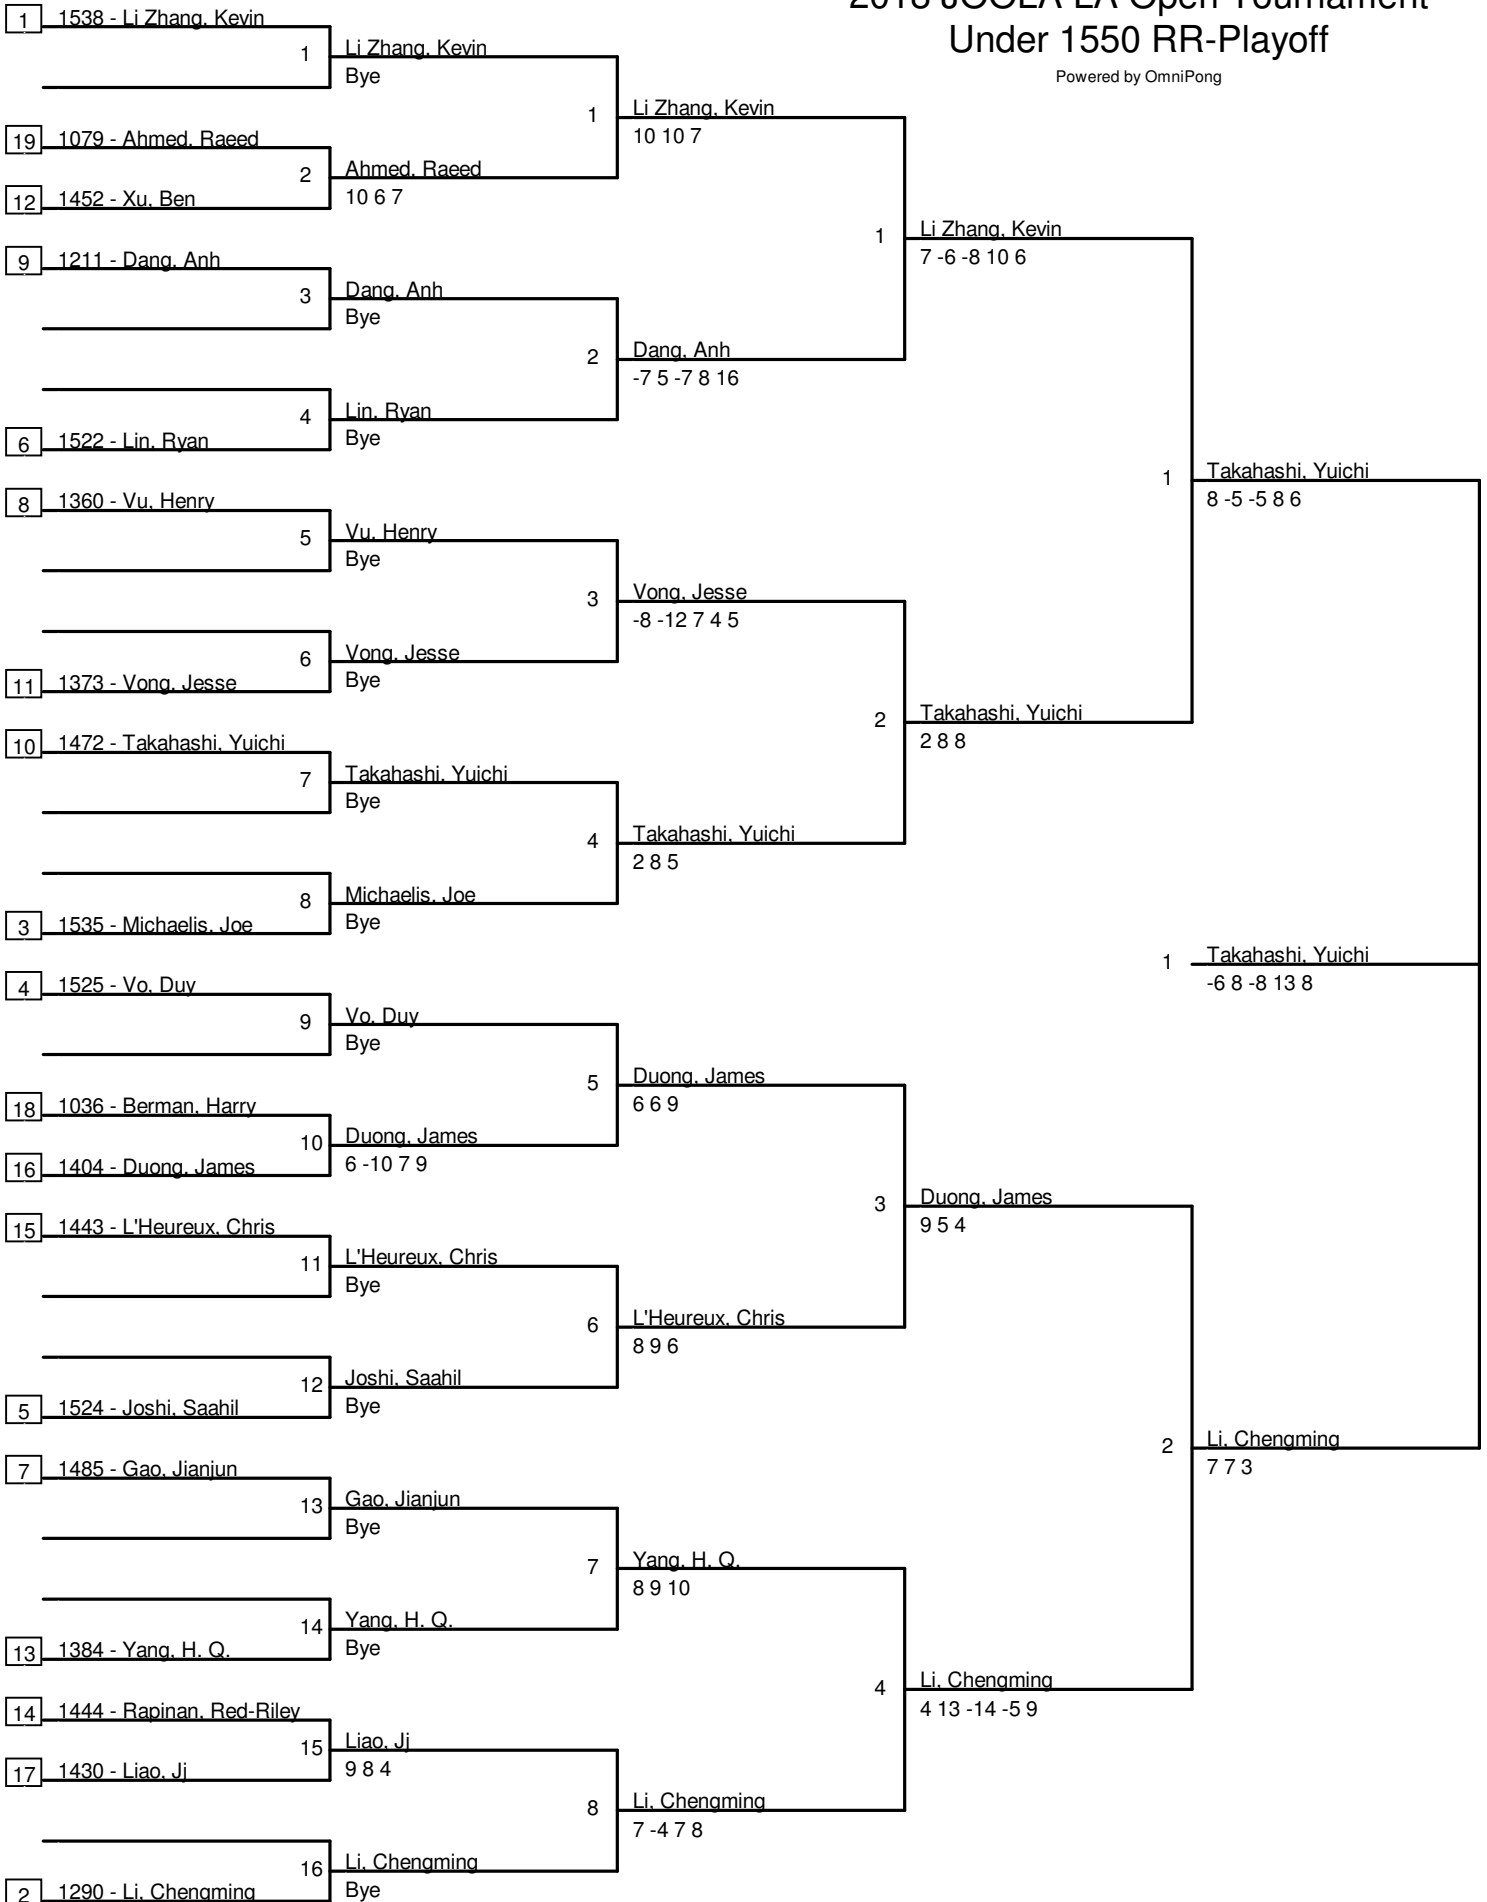 2018 JOOLA LA Open Tournament
Under 1550 RR-Playoff
Powered by OmniPong
1 1538 - Li Zhang, Kevin
1 Li Zhang, Kevin
Bye
1 Li Zhang, Kevin
10 10 7
19 1079 - Ahmed, Raeed
2 Ahmed, Raeed
10 6 7
12 1452 - Xu, Ben
1 Li Zhang, Kevin
7 -6 -8 10 6
9 1211 - Dang, Anh
3 Dang, Anh
Bye
2 Dang, Anh
-7 5 -7 8 16
4 Lin, Ryan
Bye
6 1522 - Lin, Ryan
1 Takahashi, Yuichi
8 -5 -5 8 6
8 1360 - Vu, Henry
5 Vu, Henry
Bye
3 Vong, Jesse
-8 -12 7 4 5
6 Vong, Jesse
Bye
11 1373 - Vong, Jesse
2 Takahashi, Yuichi
2 8 8
10 1472 - Takahashi, Yuichi
7 Takahashi, Yuichi
Bye
4 Takahashi, Yuichi
2 8 5
8 Michaelis, Joe
Bye
3 1535 - Michaelis, Joe
1 Takahashi, Yuichi
-6 8 -8 13 8
4 1525 - Vo, Duy
9 Vo, Duy
Bye
5 Duong, James
6 6 9
18 1036 - Berman, Harry
10 Duong, James
6 -10 7 9
16 1404 - Duong, James
3 Duong, James
9 5 4
15 1443 - L'Heureux, Chris
11 L'Heureux, Chris
Bye
6 L'Heureux, Chris
8 9 6
12 Joshi, Saahil
Bye
5 1524 - Joshi, Saahil
2 Li, Chengming
7 7 3
7 1485 - Gao, Jianjun
13 Gao, Jianjun
Bye
7 Yang, H. Q.
8 9 10
14 Yang, H. Q.
Bye
13 1384 - Yang, H. Q.
4 Li, Chengming
4 13 -14 -5 9
14 1444 - Rapinan, Red-Riley
15 Liao, Jj
9 8 4
17 1430 - Liao, Jj
8 Li, Chengming
7 -4 7 8
16 Li, Chengming
Bye
2 1290 - Li, Chengming